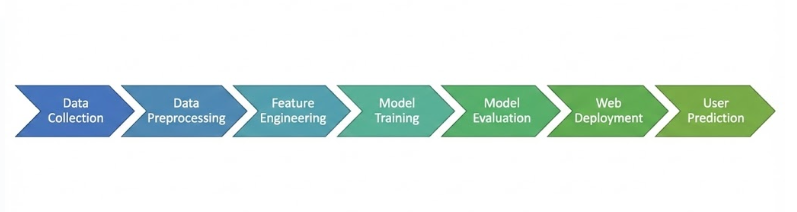 Data
Collection
Data
Preprocessing
Feature
Engineering
Model
Training
Model
Evaluation
Web
Deployment
User
Prediction